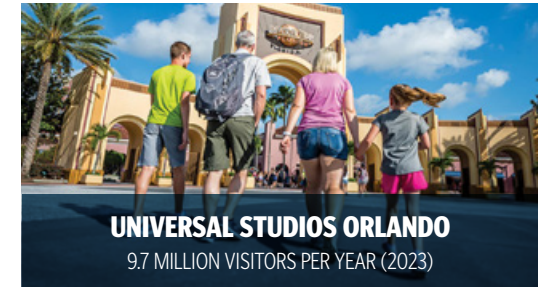 UNIVERSAL STUDIOS ORLANDO
9.7 MILLION VISITORS PER YEAR (2023)